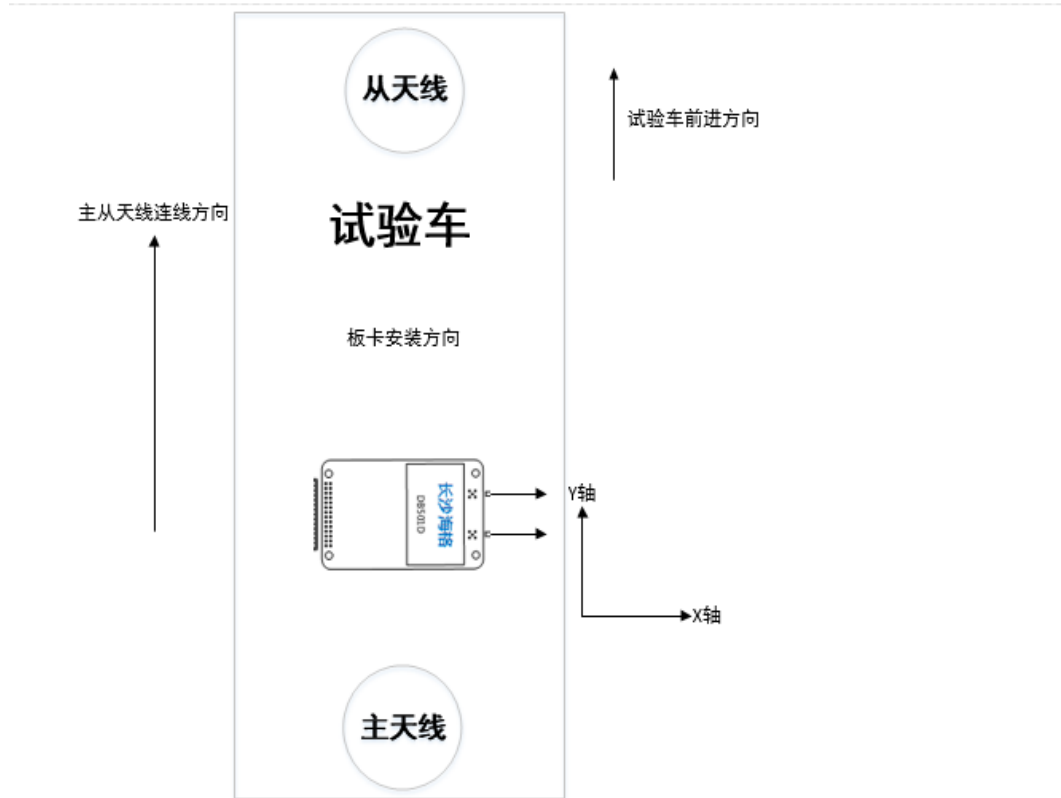 从天线
试验车前进方向
主从天线连线方向
试验车
板卡安装方向
长沙海格
DB501D
Y轴
X轴
主天线